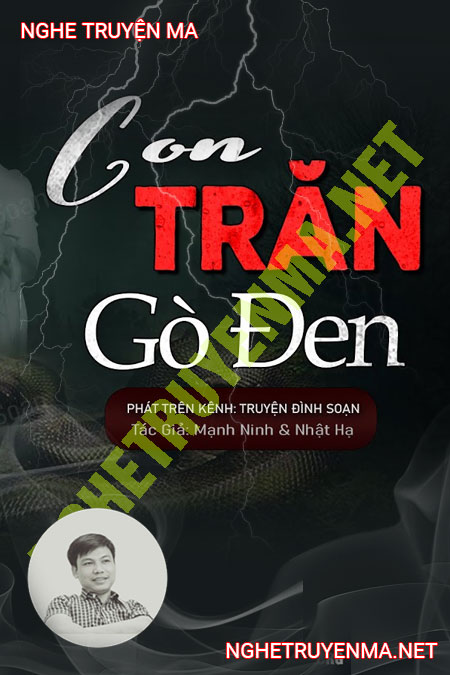 NGHE TRUYỆN MA
Con
TRĂN
Gò Đen
PHÁT TRÊN KÊNH: TRUYỆN ĐÌNH SOẠN
Tác Giả: Mạnh Ninh & Nhật Hạ
NGHETRUYENMA.NET
NGHETRUYENMA.NET